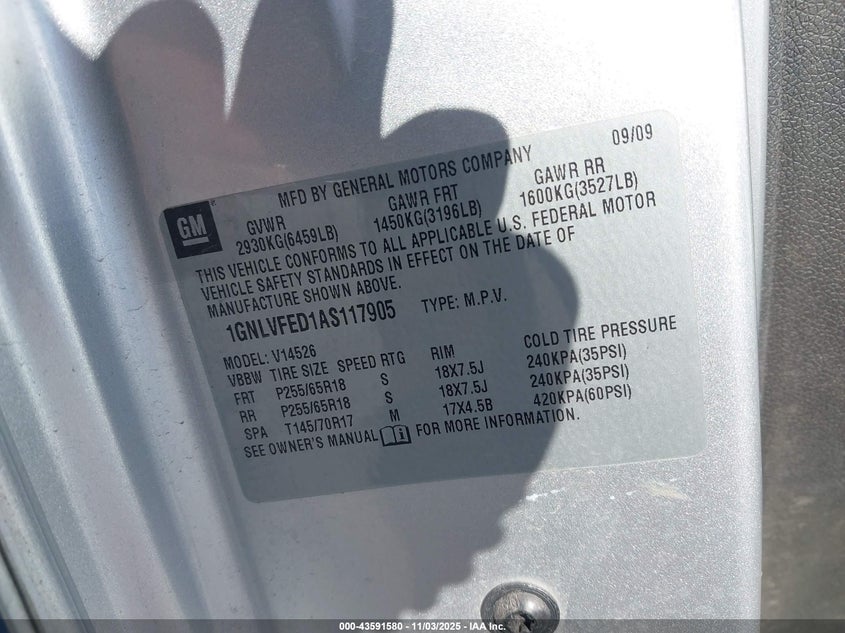 09/09
MFD BY GENERAL MOTORS COMPANY
GM
GVWR GAWR FRT GAWR RR
2930KG(6459LB) 1450KG(3196LB) 1600KG(3527LB)
THIS VEHICLE CONFORMS TO ALL APPLICABLE U.S. FEDERAL MOTOR
VEHICLE SAFETY STANDARDS IN EFFECT ON THE DATE OF
MANUFACTURE SHOWN ABOVE.
1GNLVFED1AS117905 TYPE: M.P.V.
MODEL: V14526
VBBW TIRE SIZE SPEED RTG RIM COLD TIRE PRESSURE
FRT P255/65R18 S 18X7.5J 240KPA(35PSI)
RR P255/65R18 S 18X7.5J 240KPA(35PSI)
SPA T145/70R17 M 17X4.5B 420KPA(60PSI)
SEE OWNER'S MANUAL FOR MORE INFORMATION.
000-43591580 — 11/03/2025 — IAA Inc.